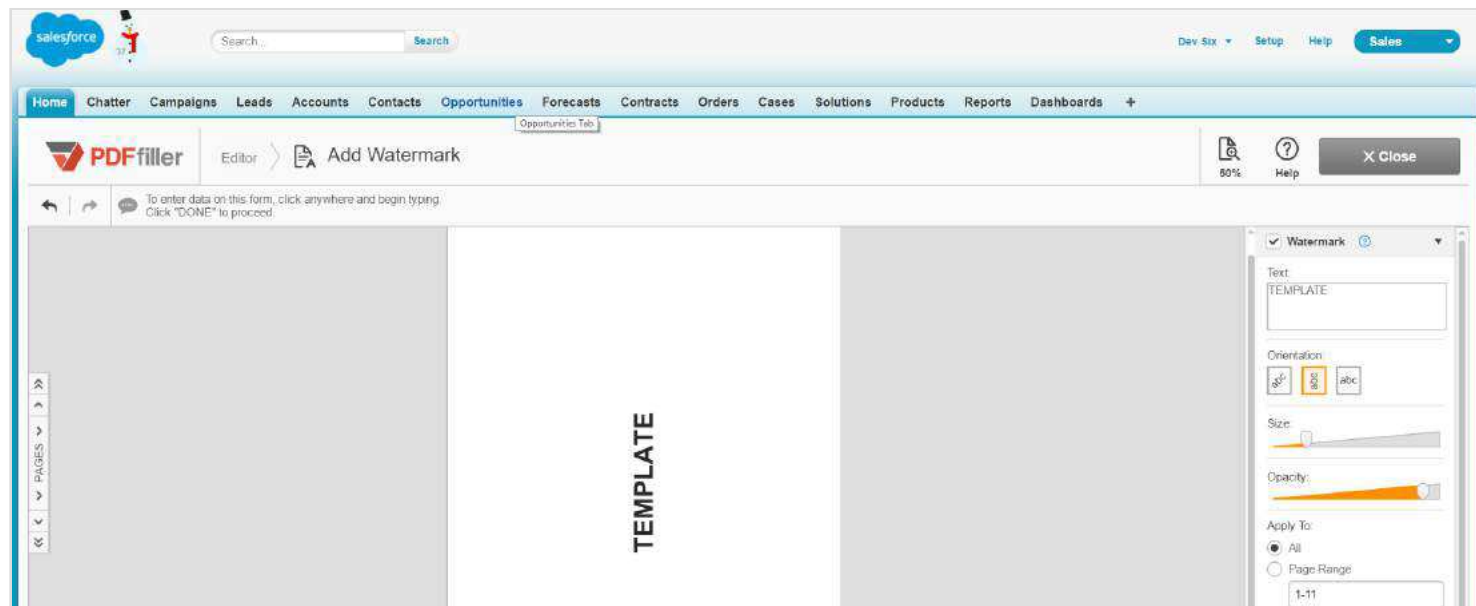 salesforce
Search... Search Dev Six Setup Help Sales
Home Chatter Campaigns Leads Accounts Contacts Opportunities Forecasts Contracts Orders Cases Solutions Products Reports Dashboards +
Opportunities Tab
PDFfiller Editor Add Watermark 50% Help X Close
To enter data on this form, click anywhere and begin typing.
Click "DONE" to proceed.
Watermark ?
Text:
TEMPLATE
Orientation:
abc abc abc
Size:
Opacity:
Apply To:
All
Page Range
1-11
PAGES
TEMPLATE